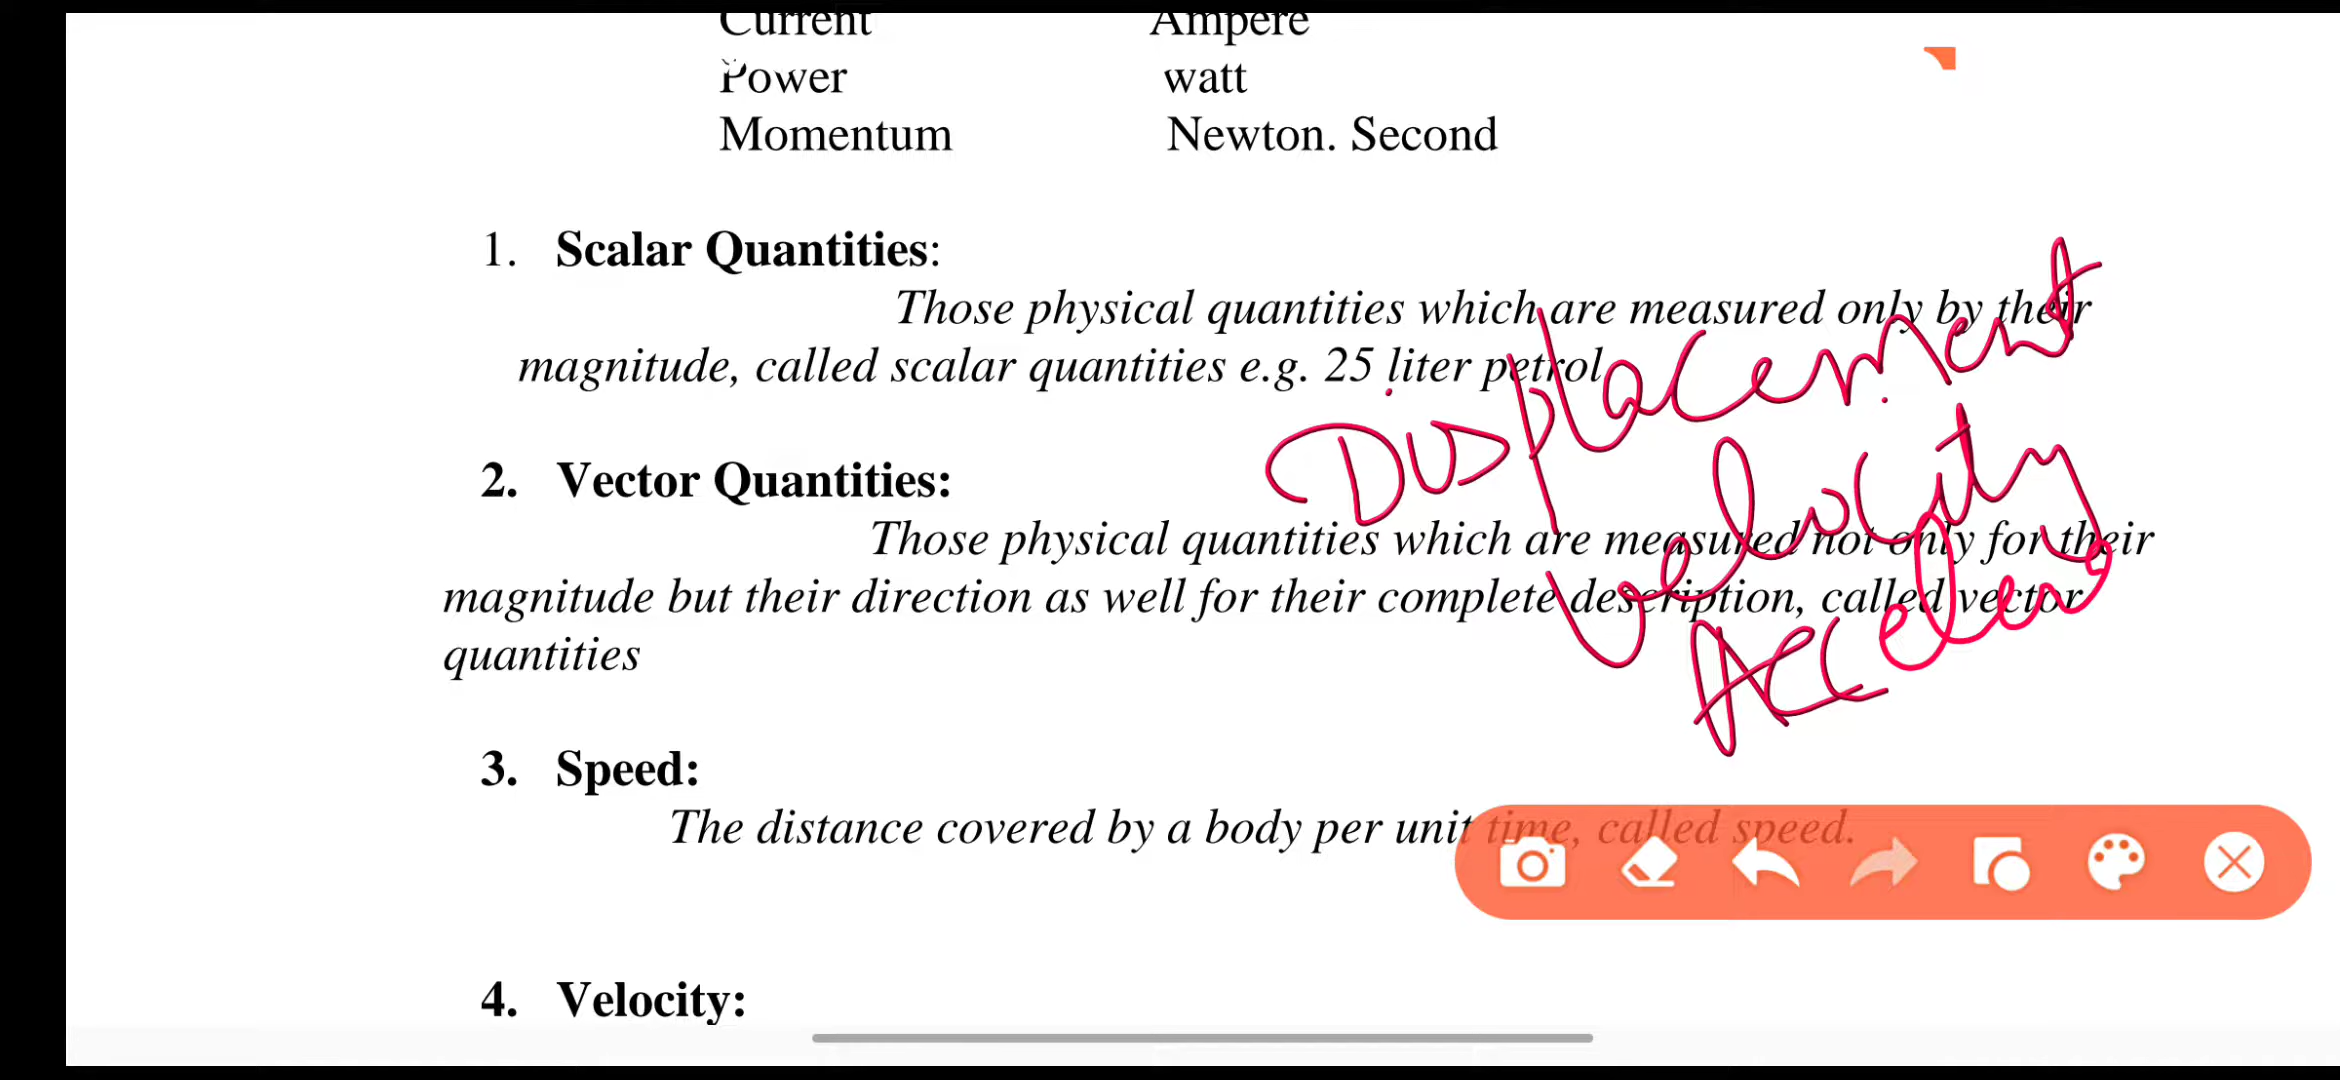 Current Ampere
Power watt
Momentum Newton. Second
1. Scalar Quantities:
Those physical quantities which are measured only by their
magnitude, called scalar quantities e.g. 25 liter petrol
Displacement
2. Vector Quantities:
Velocity
Those physical quantities which are measured not only for their
magnitude but their direction as well for their complete description, called vector
quantities
3. Speed:
The distance covered by a body per unit time, called speed.
4. Velocity: